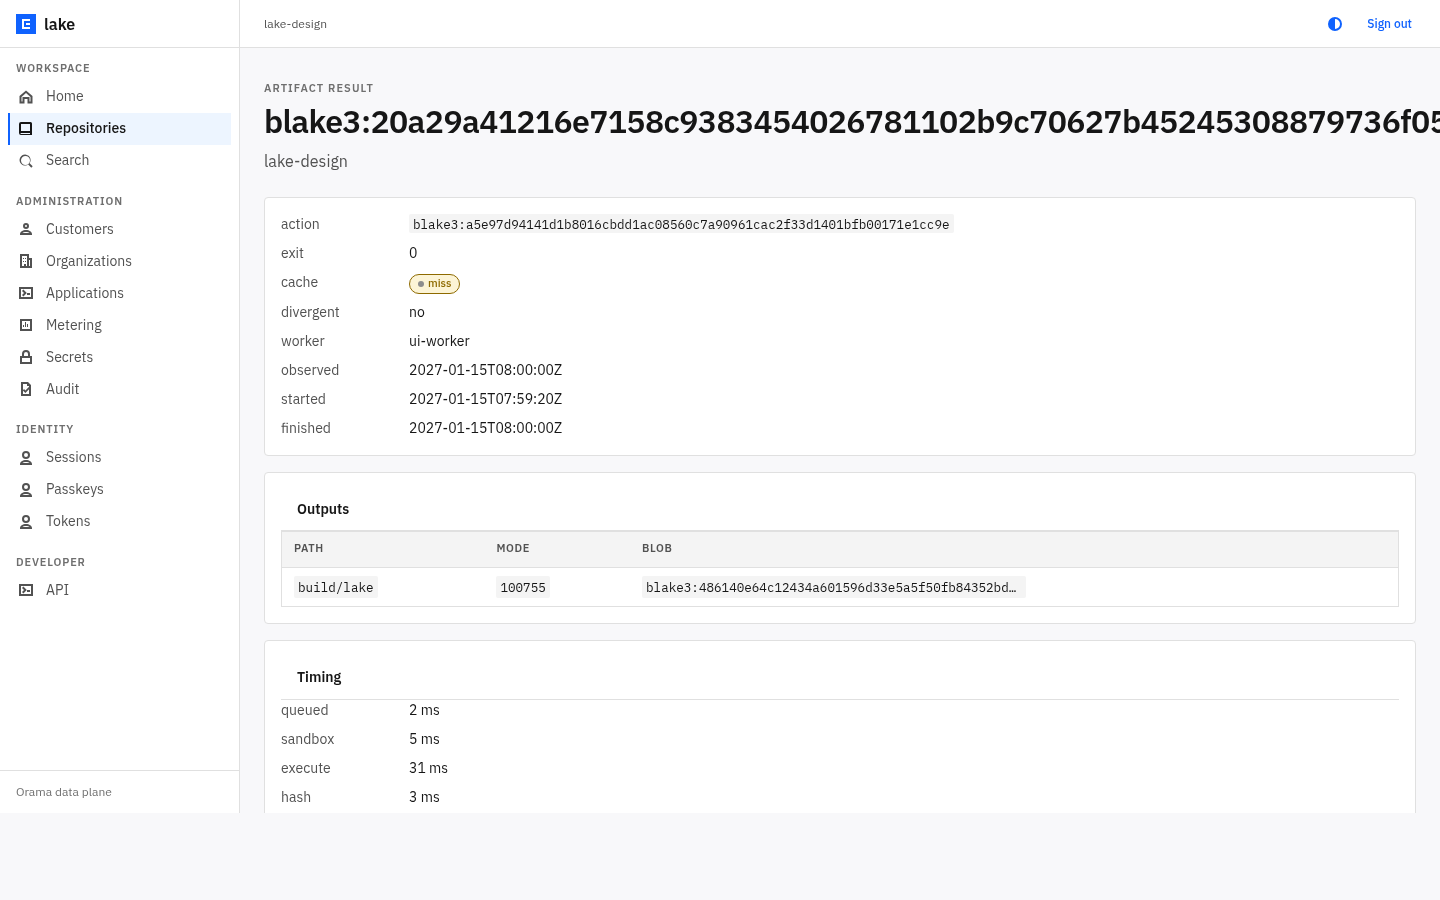 lake
lake-design
Sign out
WORKSPACE
Home
Repositories
Search
ADMINISTRATION
Customers
Organizations
Applications
Metering
Secrets
Audit
IDENTITY
Sessions
Passkeys
Tokens
DEVELOPER
API
Orama data plane
ARTIFACT RESULT
blake3:20a29a41216e7158c9383454026781102b9c70627b45245308879736f05
lake-design
action blake3:a5e97d94141d1b8016cbdd1ac08560c7a90961cac2f33d1401bfb00171e1cc9e
exit 0
cache miss
divergent no
worker ui-worker
observed 2027-01-15T08:00:00Z
started 2027-01-15T07:59:20Z
finished 2027-01-15T08:00:00Z
Outputs
PATH MODE BLOB
build/lake 100755 blake3:486140e64c12434a601596d33e5a5f50fb84352bd…
Timing
queued 2 ms
sandbox 5 ms
execute 31 ms
hash 3 ms